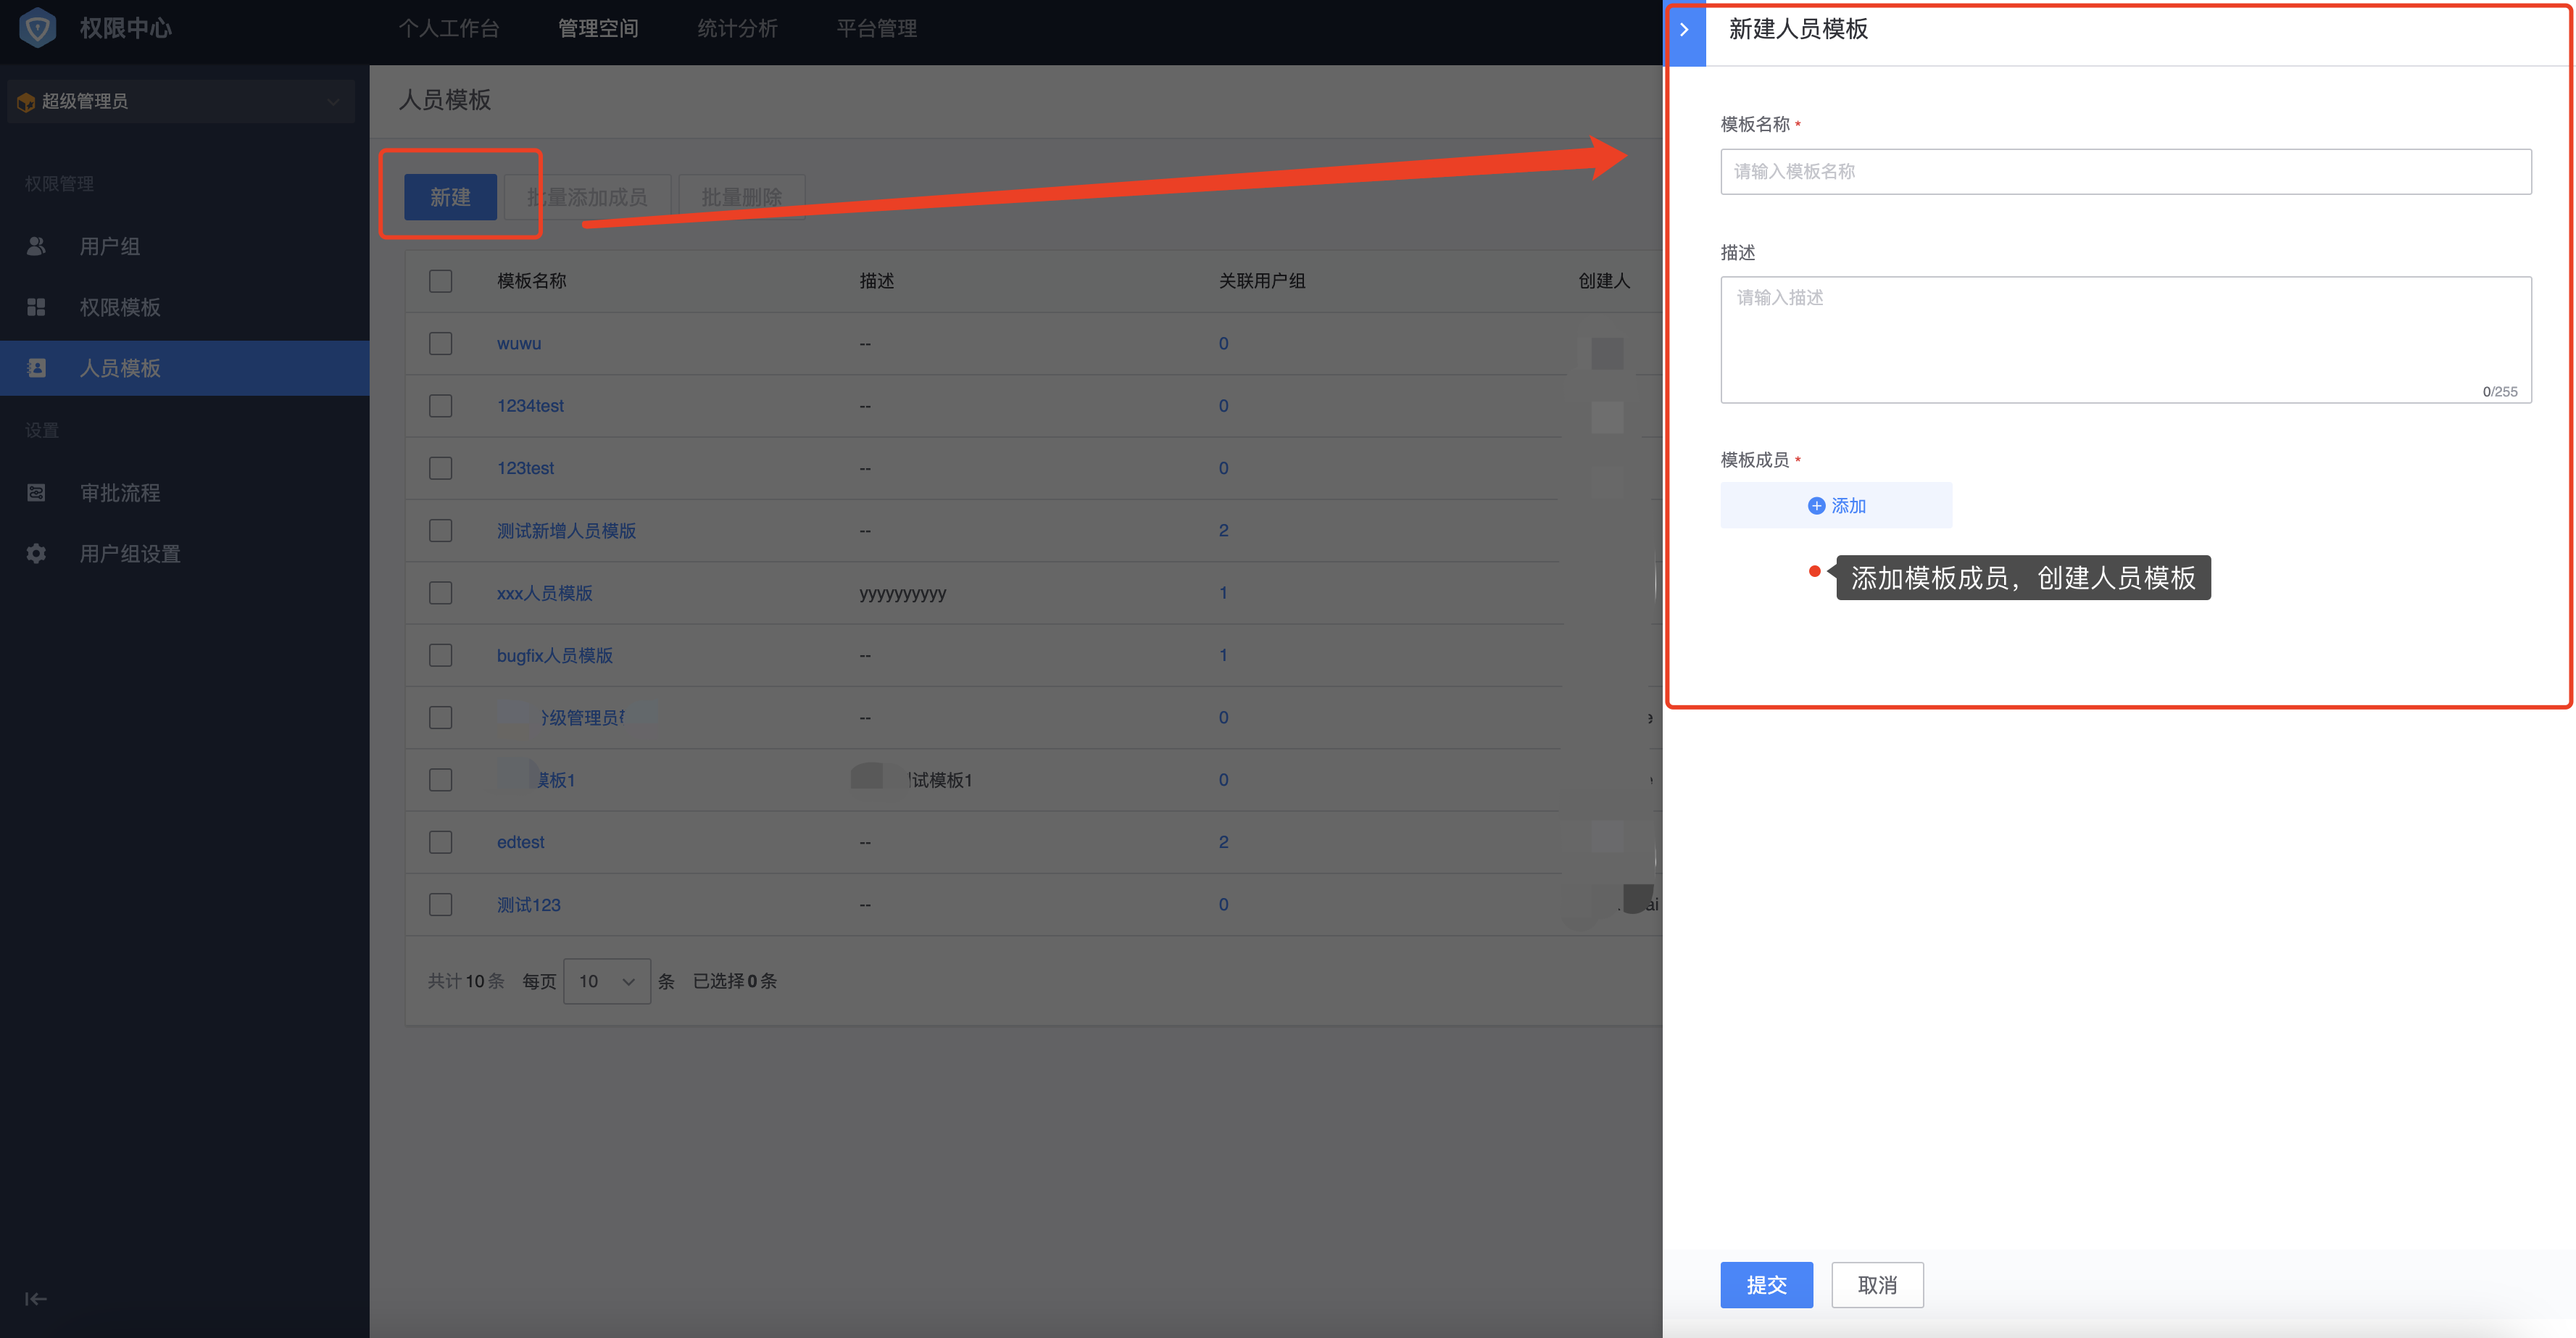 权限中心
个人工作台 管理空间 统计分析 平台管理
超级管理员
权限管理
用户组
权限模板
人员模板
设置
审批流程
用户组设置
人员模板
新建 批量添加成员 批量删除
模板名称 描述 关联用户组 创建人
wuwu -- 0
1234test -- 0
123test -- 0
测试新增人员模版 -- 2
xxx人员模版 yyyyyyyyyy 1
bugfix人员模版 -- 1
级管理员 -- 0
模板1 试模板1 0
edtest -- 2
测试123 -- 0
共计10条 每页 10 条 已选择0条
新建人员模板
模板名称 *
请输入模板名称
描述
请输入描述
0/255
模板成员 *
添加
添加模板成员，创建人员模板
提交 取消